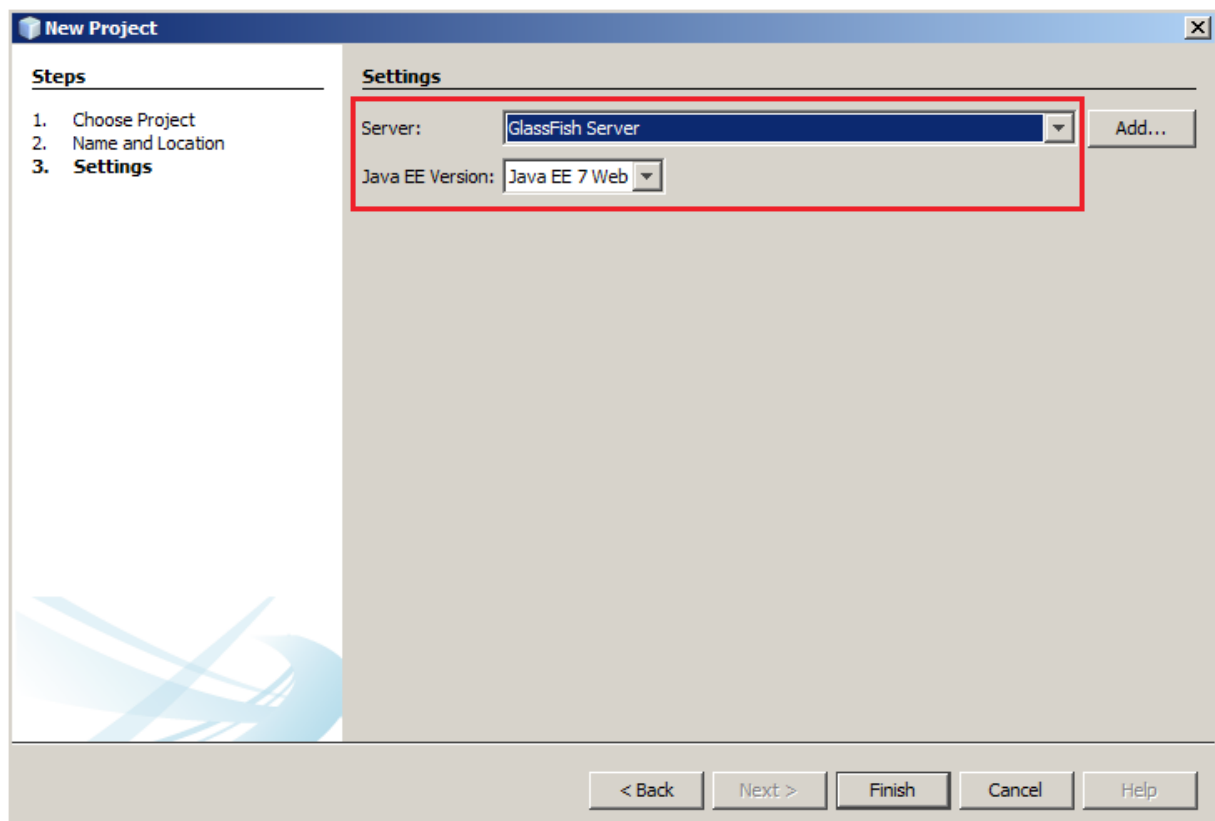 New Project
Steps
1. Choose Project
2. Name and Location
3. Settings
Settings
Server: GlassFish Server Add...
Java EE Version: Java EE 7 Web
< Back Next > Finish Cancel Help